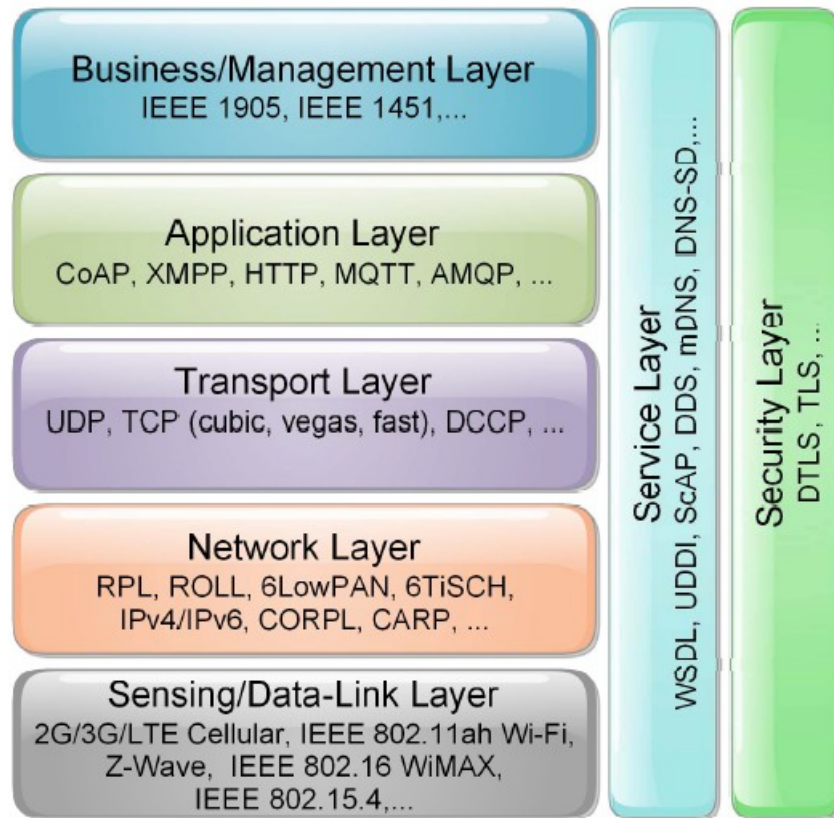 Business/Management Layer
IEEE 1905, IEEE 1451,...
Application Layer
CoAP, XMPP, HTTP, MQTT, AMQP, ...
Transport Layer
UDP, TCP (cubic, vegas, fast), DCCP, ...
Network Layer
RPL, ROLL, 6LowPAN, 6TiSCH,
IPv4/IPv6, CORPL, CARP, ...
Sensing/Data-Link Layer
2G/3G/LTE Cellular, IEEE 802.11ah Wi-Fi,
Z-Wave, IEEE 802.16 WiMAX,
IEEE 802.15.4,...
Service Layer
WSDL, UDDI, ScAP, DDS, mDNS, DNS-SD,...
Security Layer
DTLS, TLS, ...